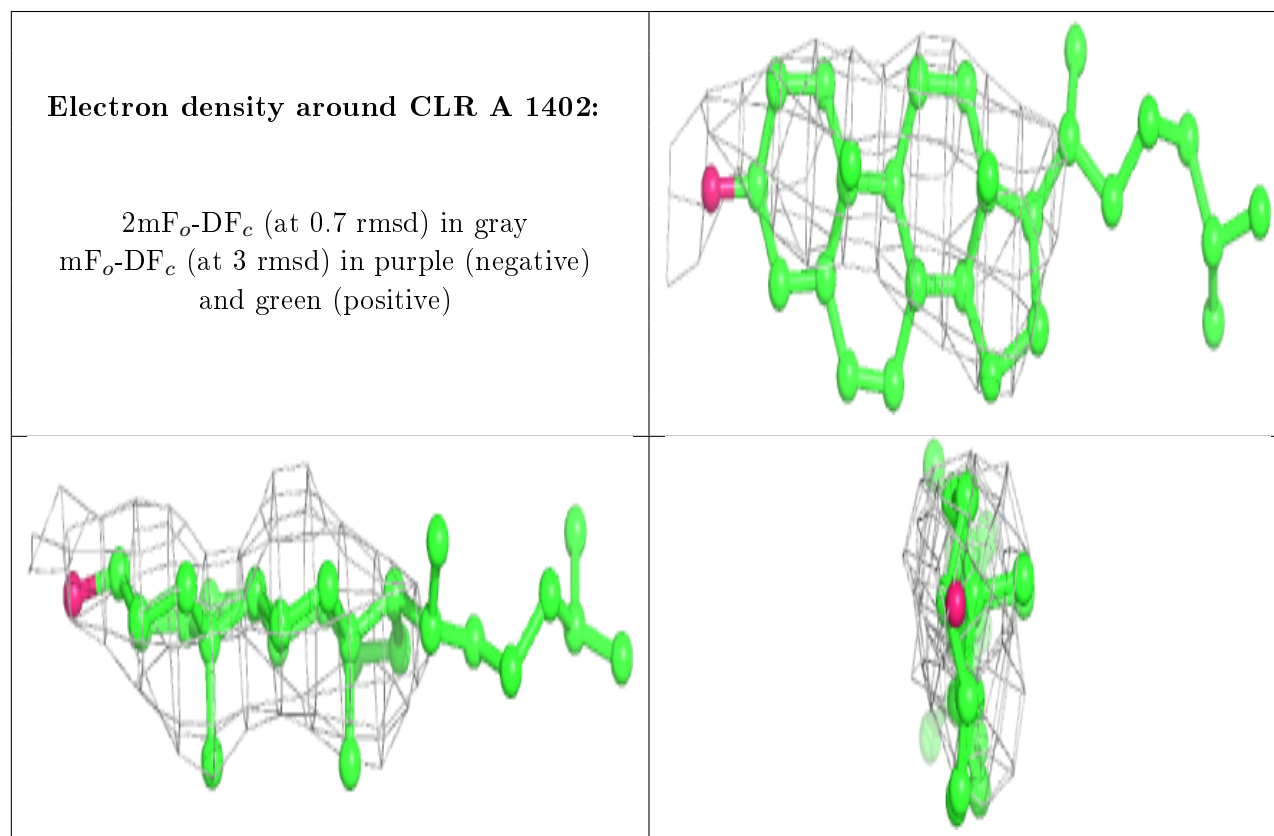 Electron density around CLR A 1402:
2mFo-DFc (at 0.7 rmsd) in gray
mFo-DFc (at 3 rmsd) in purple (negative)
and green (positive)